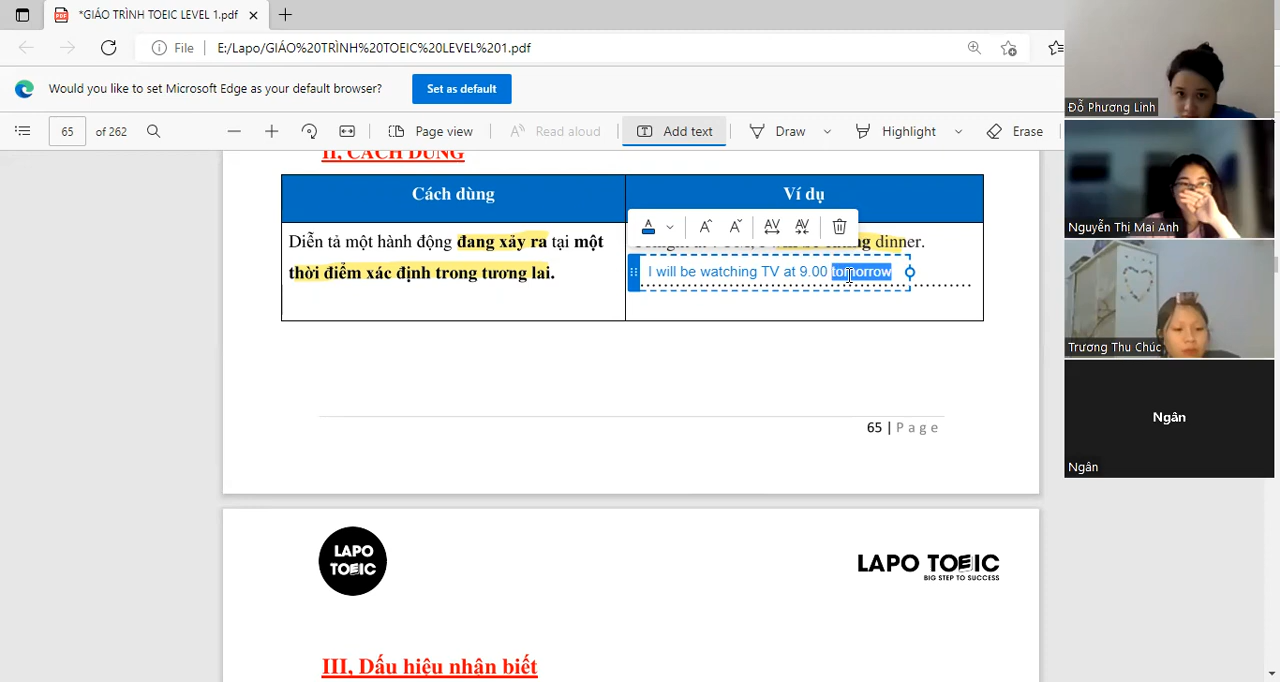 *GIÁO TRÌNH TOEIC LEVEL 1.pdf
File E:/Lapo/GIÁO%20TRÌNH%20TOEIC%20LEVEL%201.pdf
Would you like to set Microsoft Edge as your default browser? Set as default
65 of 262 Page view Read aloud Add text Draw Highlight Erase
II, CÁCH DÙNG
Cách dùng
Ví dụ
Diễn tả một hành động đang xảy ra tại một
thời điểm xác định trong tương lai.
dinner.
I will be watching TV at 9.00 tomorrow
65 | Page
LAPO
TOEIC
LAPO TOEIC
BIG STEP TO SUCCESS
III, Dấu hiệu nhận biết
Đỗ Phương Linh
Nguyễn Thị Mai Anh
Trương Thu Chúc
Ngân
Ngân